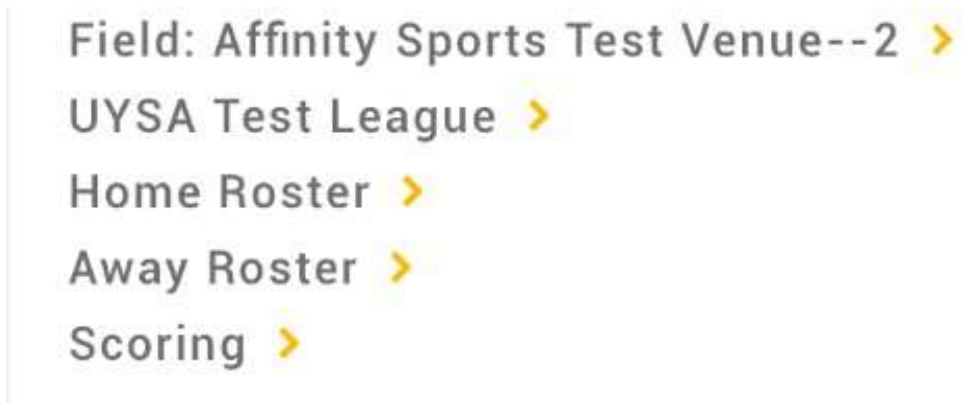 Field: Affinity Sports Test Venue--2
UYSA Test League
Home Roster
Away Roster
Scoring